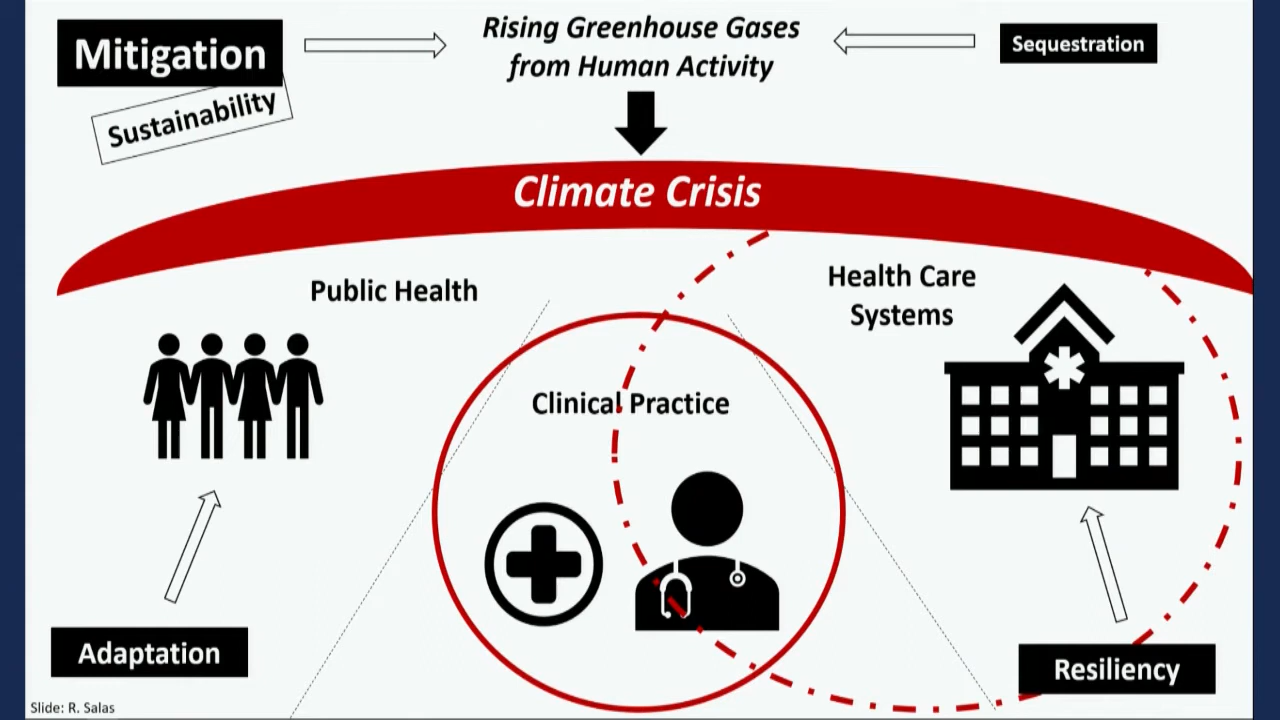 Mitigation
Sustainability
Rising Greenhouse Gases
from Human Activity
Sequestration
Climate Crisis
Public Health
Health Care
Systems
Clinical Practice
Adaptation
Resiliency
Slide: R. Salas